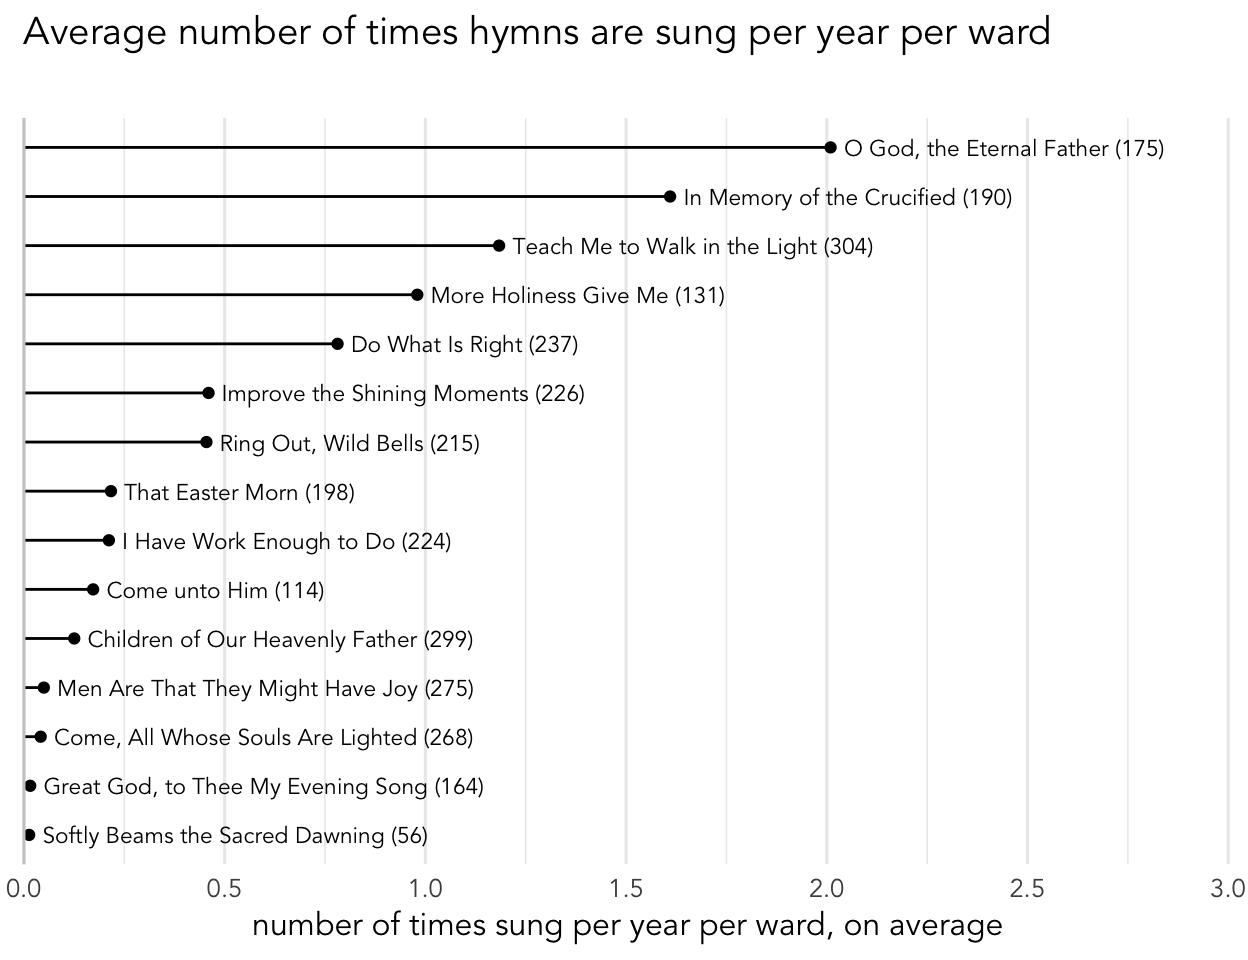 Average number of times hymns are sung per year per ward
O God, the Eternal Father (175)
In Memory of the Crucified (190)
Teach Me to Walk in the Light (304)
More Holiness Give Me (131)
Do What Is Right (237)
Improve the Shining Moments (226)
Ring Out, Wild Bells (215)
That Easter Morn (198)
I Have Work Enough to Do (224)
Come unto Him (114)
Children of Our Heavenly Father (299)
Men Are That They Might Have Joy (275)
Come, All Whose Souls Are Lighted (268)
Great God, to Thee My Evening Song (164)
Softly Beams the Sacred Dawning (56)
0.0 0.5 1.0 1.5 2.0 2.5 3.0
number of times sung per year per ward, on average